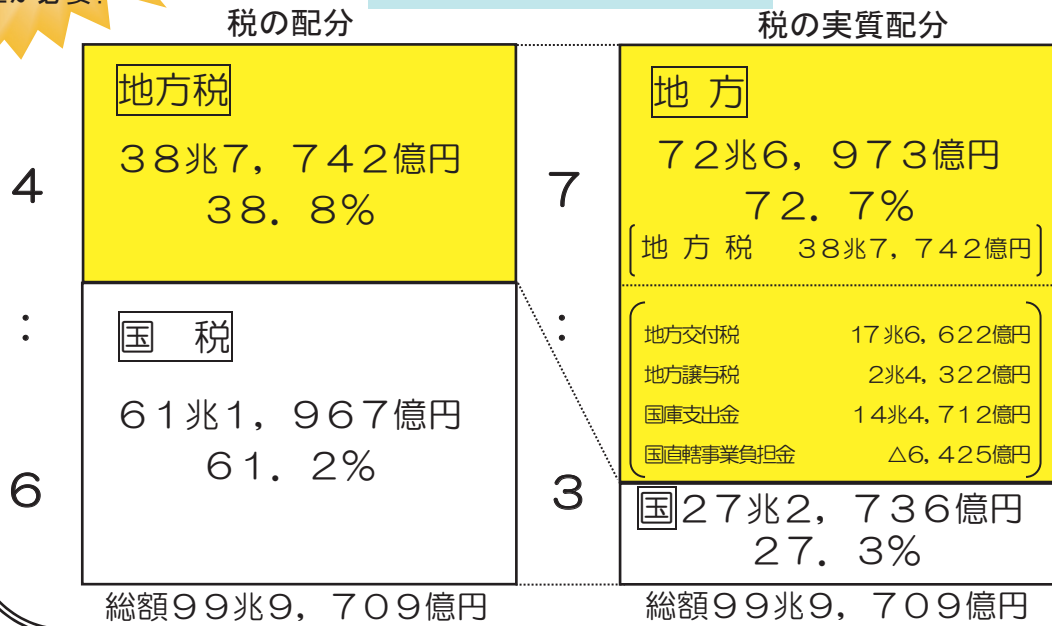 が必要!
税の配分
地方税
38兆7,742億円
38.8%
国 税
61兆1,967億円
61.2%
総額99兆9,709億円
4
:
6
税の実質配分
地 方
72兆6,973億円
72.7%
地 方 税 38兆7,742億円
地方交付税 17兆6,622億円
地方譲与税 2兆4,322億円
国庫支出金 14兆4,712億円
国直轄事業負担金 △6,425億円
国27兆2,736億円
27.3%
総額99兆9,709億円
7
:
3